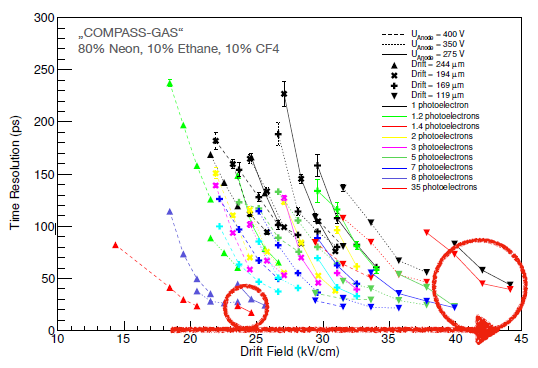 „COMPASS-GAS“
80% Neon, 10% Ethane, 10% CF4
U Anode = 400 V
U Anode = 350 V
U Anode = 275 V
Drift = 244 μm
Drift = 194 μm
Drift = 169 μm
Drift = 119 μm
1 photoelectron
1.2 photoelectrons
1.4 photoelectrons
2 photoelectrons
3 photoelectrons
5 photoelectrons
7 photoelectrons
8 photoelectrons
35 photoelectrons
Time Resolution (ps)
300
250
200
150
100
50
0
10 15 20 25 30 35 40 45
Drift Field (kV/cm)